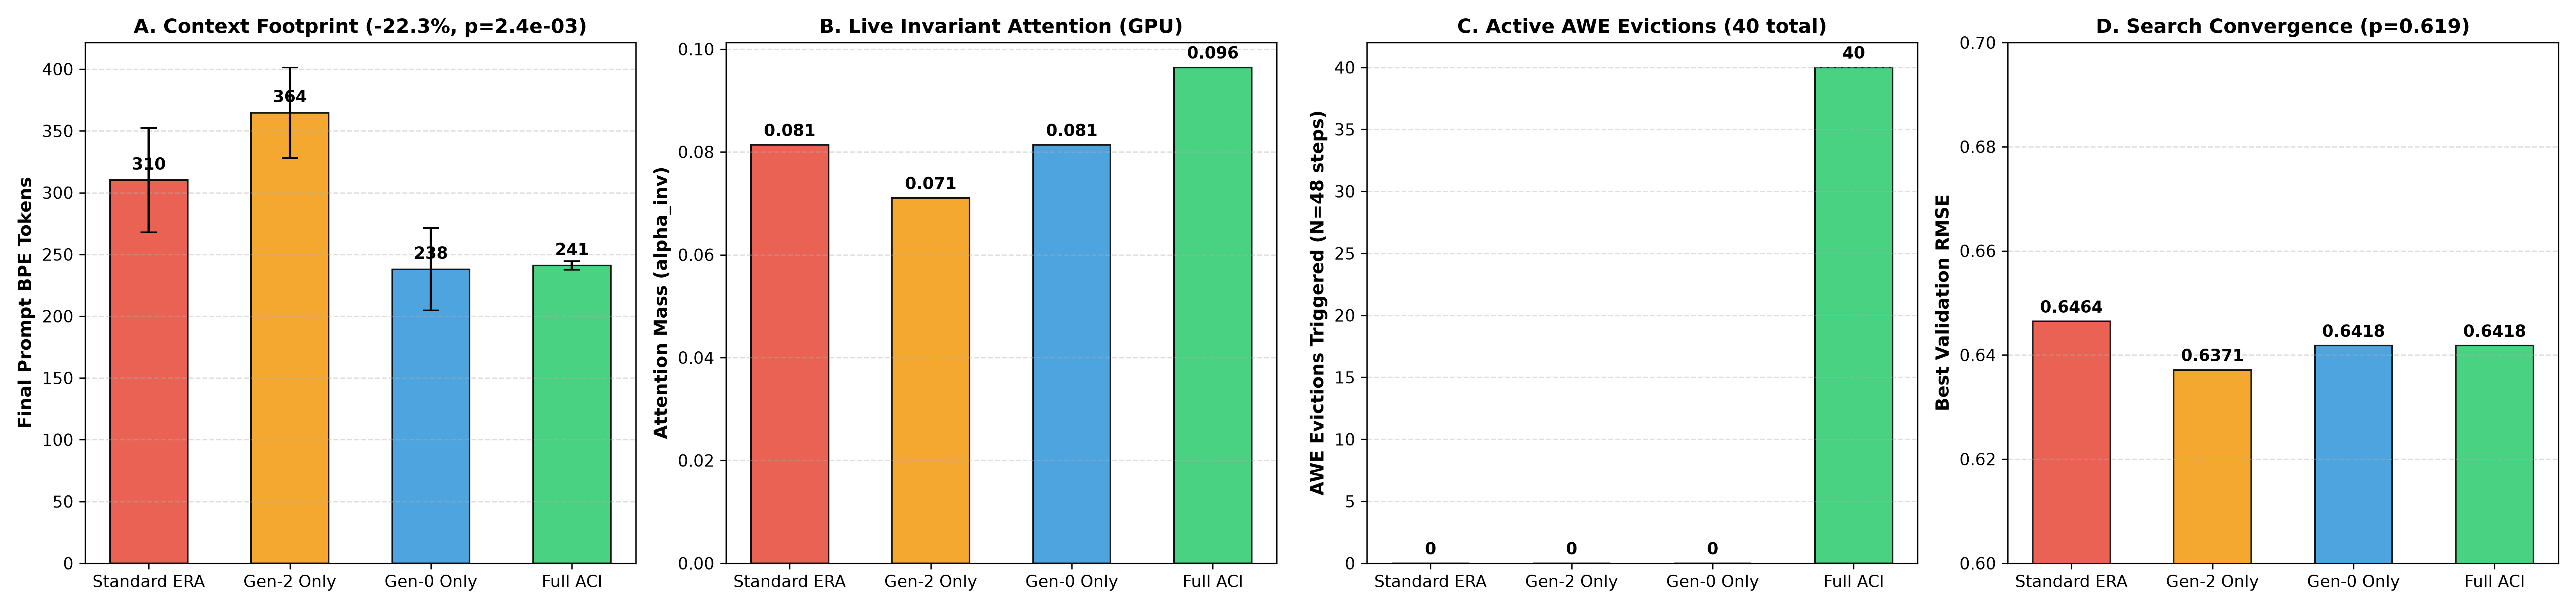 A. Context Footprint (-22.3%, p=2.4e-03)
Final Prompt BPE Tokens
400
350
300
250
200
150
100
50
0
310
364
238
241
Standard ERA
Gen-2 Only
Gen-0 Only
Full ACI
B. Live Invariant Attention (GPU)
Attention Mass (alpha_inv)
0.10
0.08
0.06
0.04
0.02
0.00
0.081
0.071
0.081
0.096
Standard ERA
Gen-2 Only
Gen-0 Only
Full ACI
C. Active AWE Evictions (40 total)
AWE Evictions Triggered (N=48 steps)
40
35
30
25
20
15
10
5
0
0
0
0
40
Standard ERA
Gen-2 Only
Gen-0 Only
Full ACI
D. Search Convergence (p=0.619)
Best Validation RMSE
0.70
0.68
0.66
0.64
0.62
0.60
0.6464
0.6371
0.6418
0.6418
Standard ERA
Gen-2 Only
Gen-0 Only
Full ACI